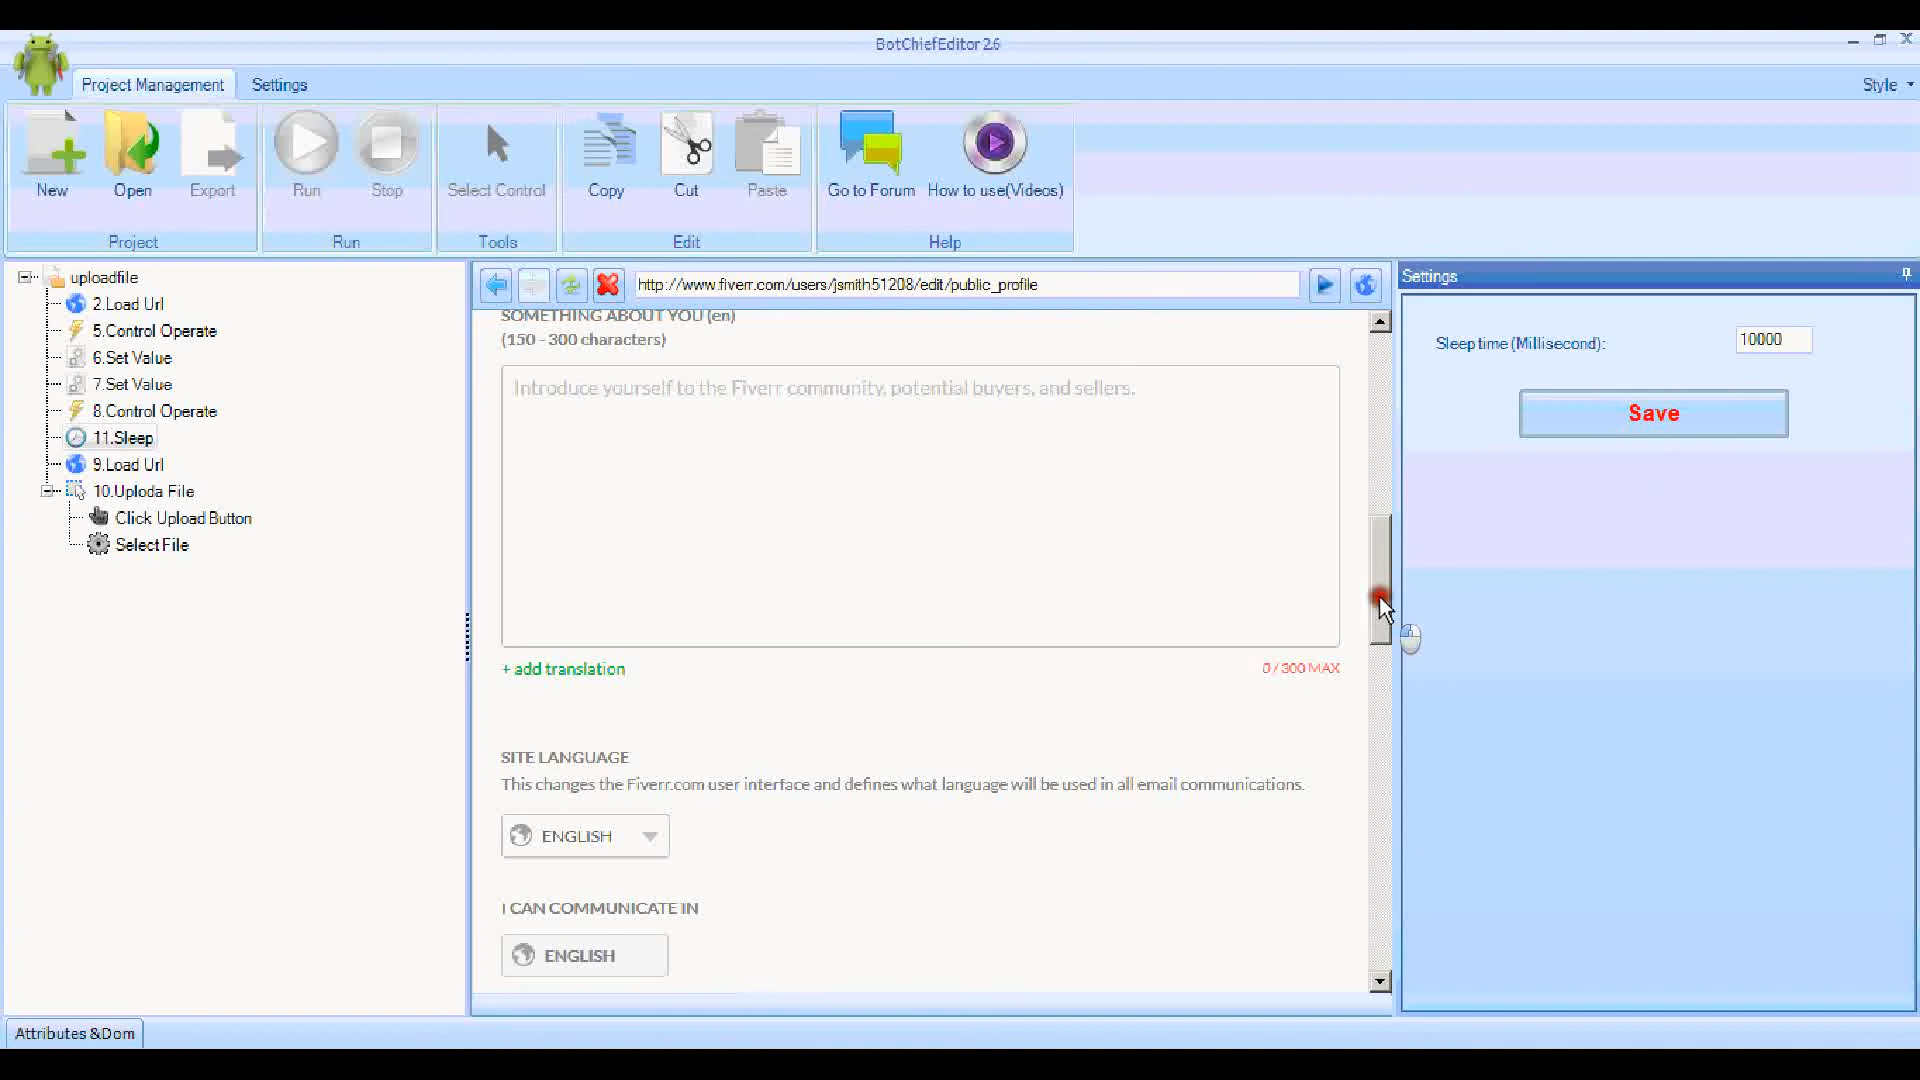 BotChiefEditor 2.6
Project Management
Settings
Style
New
Open
Export
Run
Stop
Select Control
Copy
Cut
Paste
Go to Forum
How to use(Videos)
Project
Run
Tools
Edit
Help
uploadfile
2.Load Url
5.Control Operate
6.Set Value
7.Set Value
8.Control Operate
11.Sleep
9.Load Url
10.Uploda File
Click Upload Button
Select File
http://www.fiverr.com/users/jsmith51208/edit/public_profile
SOMETHING ABOUT YOU (en)
(150 - 300 characters)
Introduce yourself to the Fiverr community, potential buyers, and sellers.
+ add translation
0 / 300 MAX
SITE LANGUAGE
This changes the Fiverr.com user interface and defines what language will be used in all email communications.
ENGLISH
I CAN COMMUNICATE IN
ENGLISH
Settings
Sleep time (Millisecond):
10000
Save
Attributes &Dom